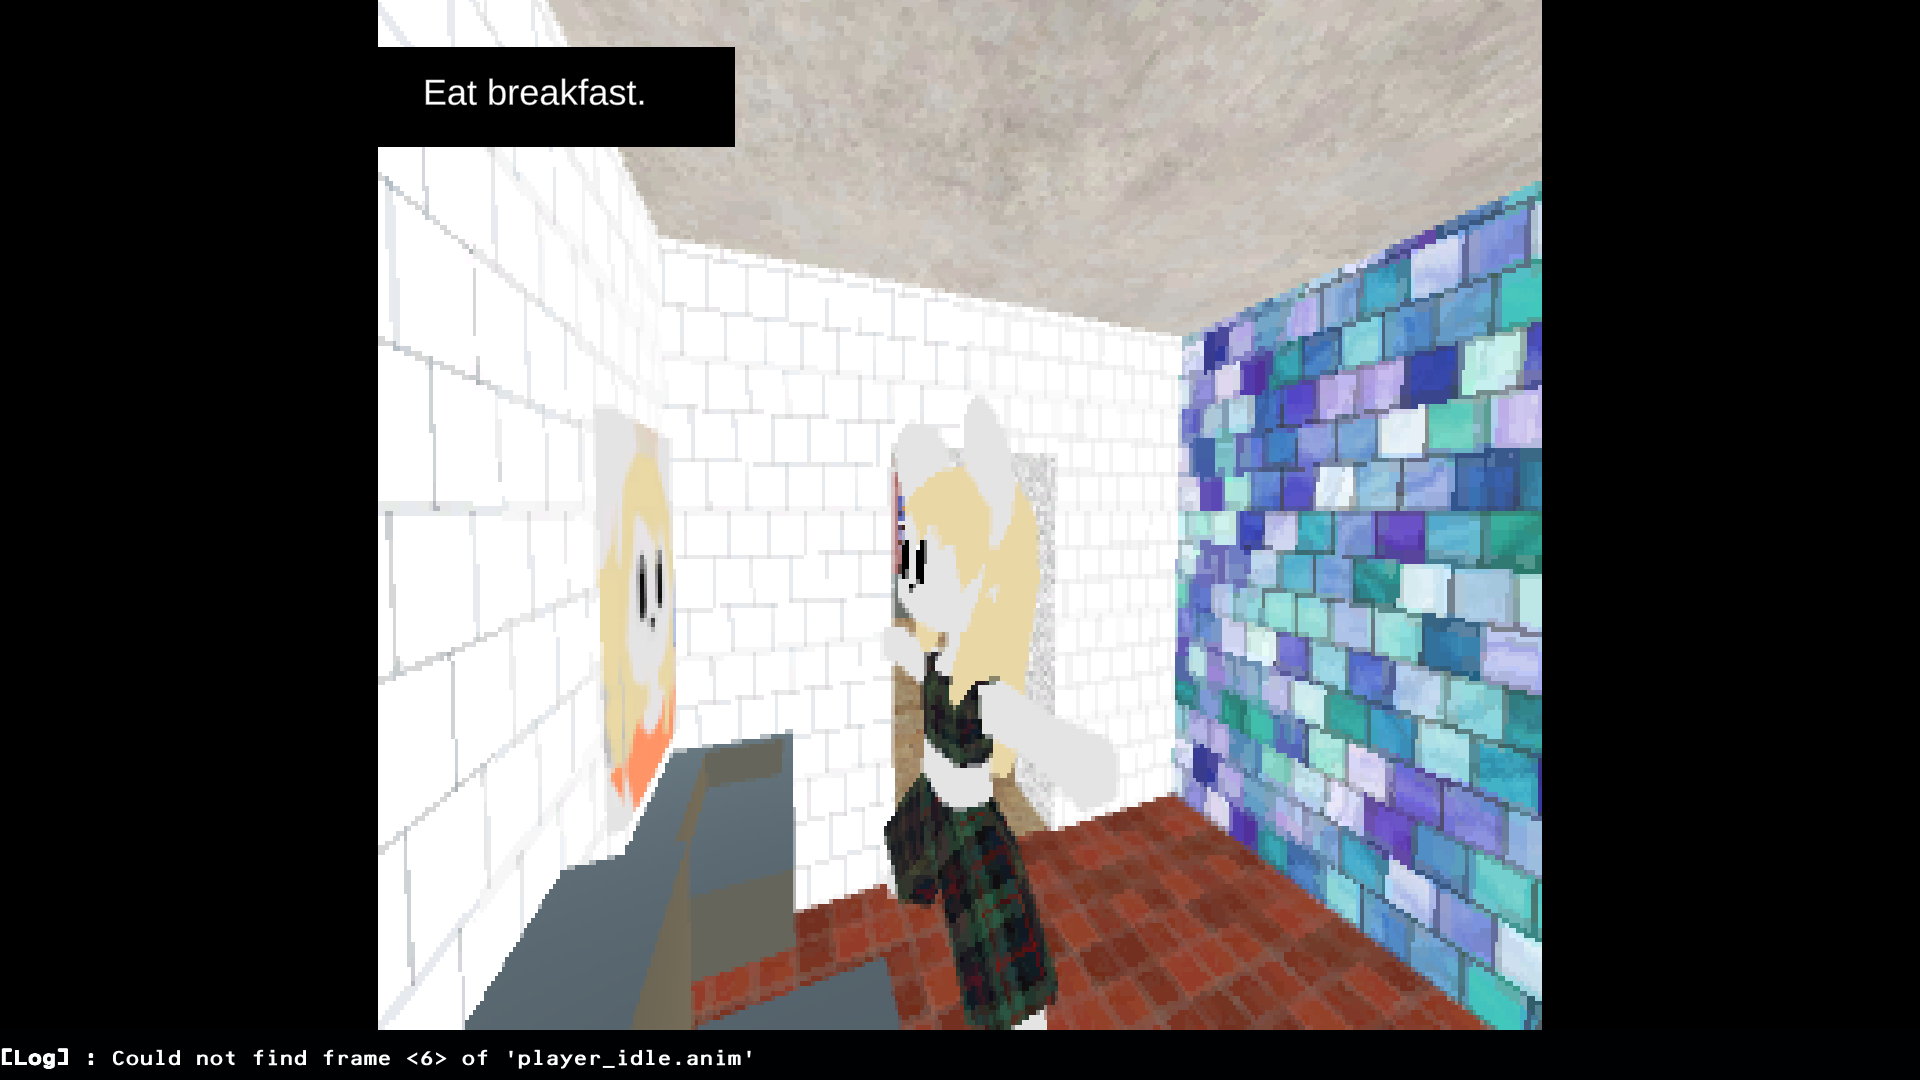 Eat breakfast.
[Log] : Could not find frame <6> of 'player_idle.anim'